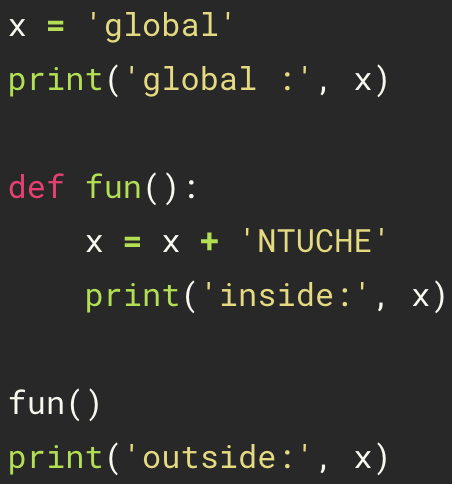 x = 'global'
print('global :', x)
def fun():
    x = x + 'NTUCHE'
    print('inside:', x)
fun()
print('outside:', x)